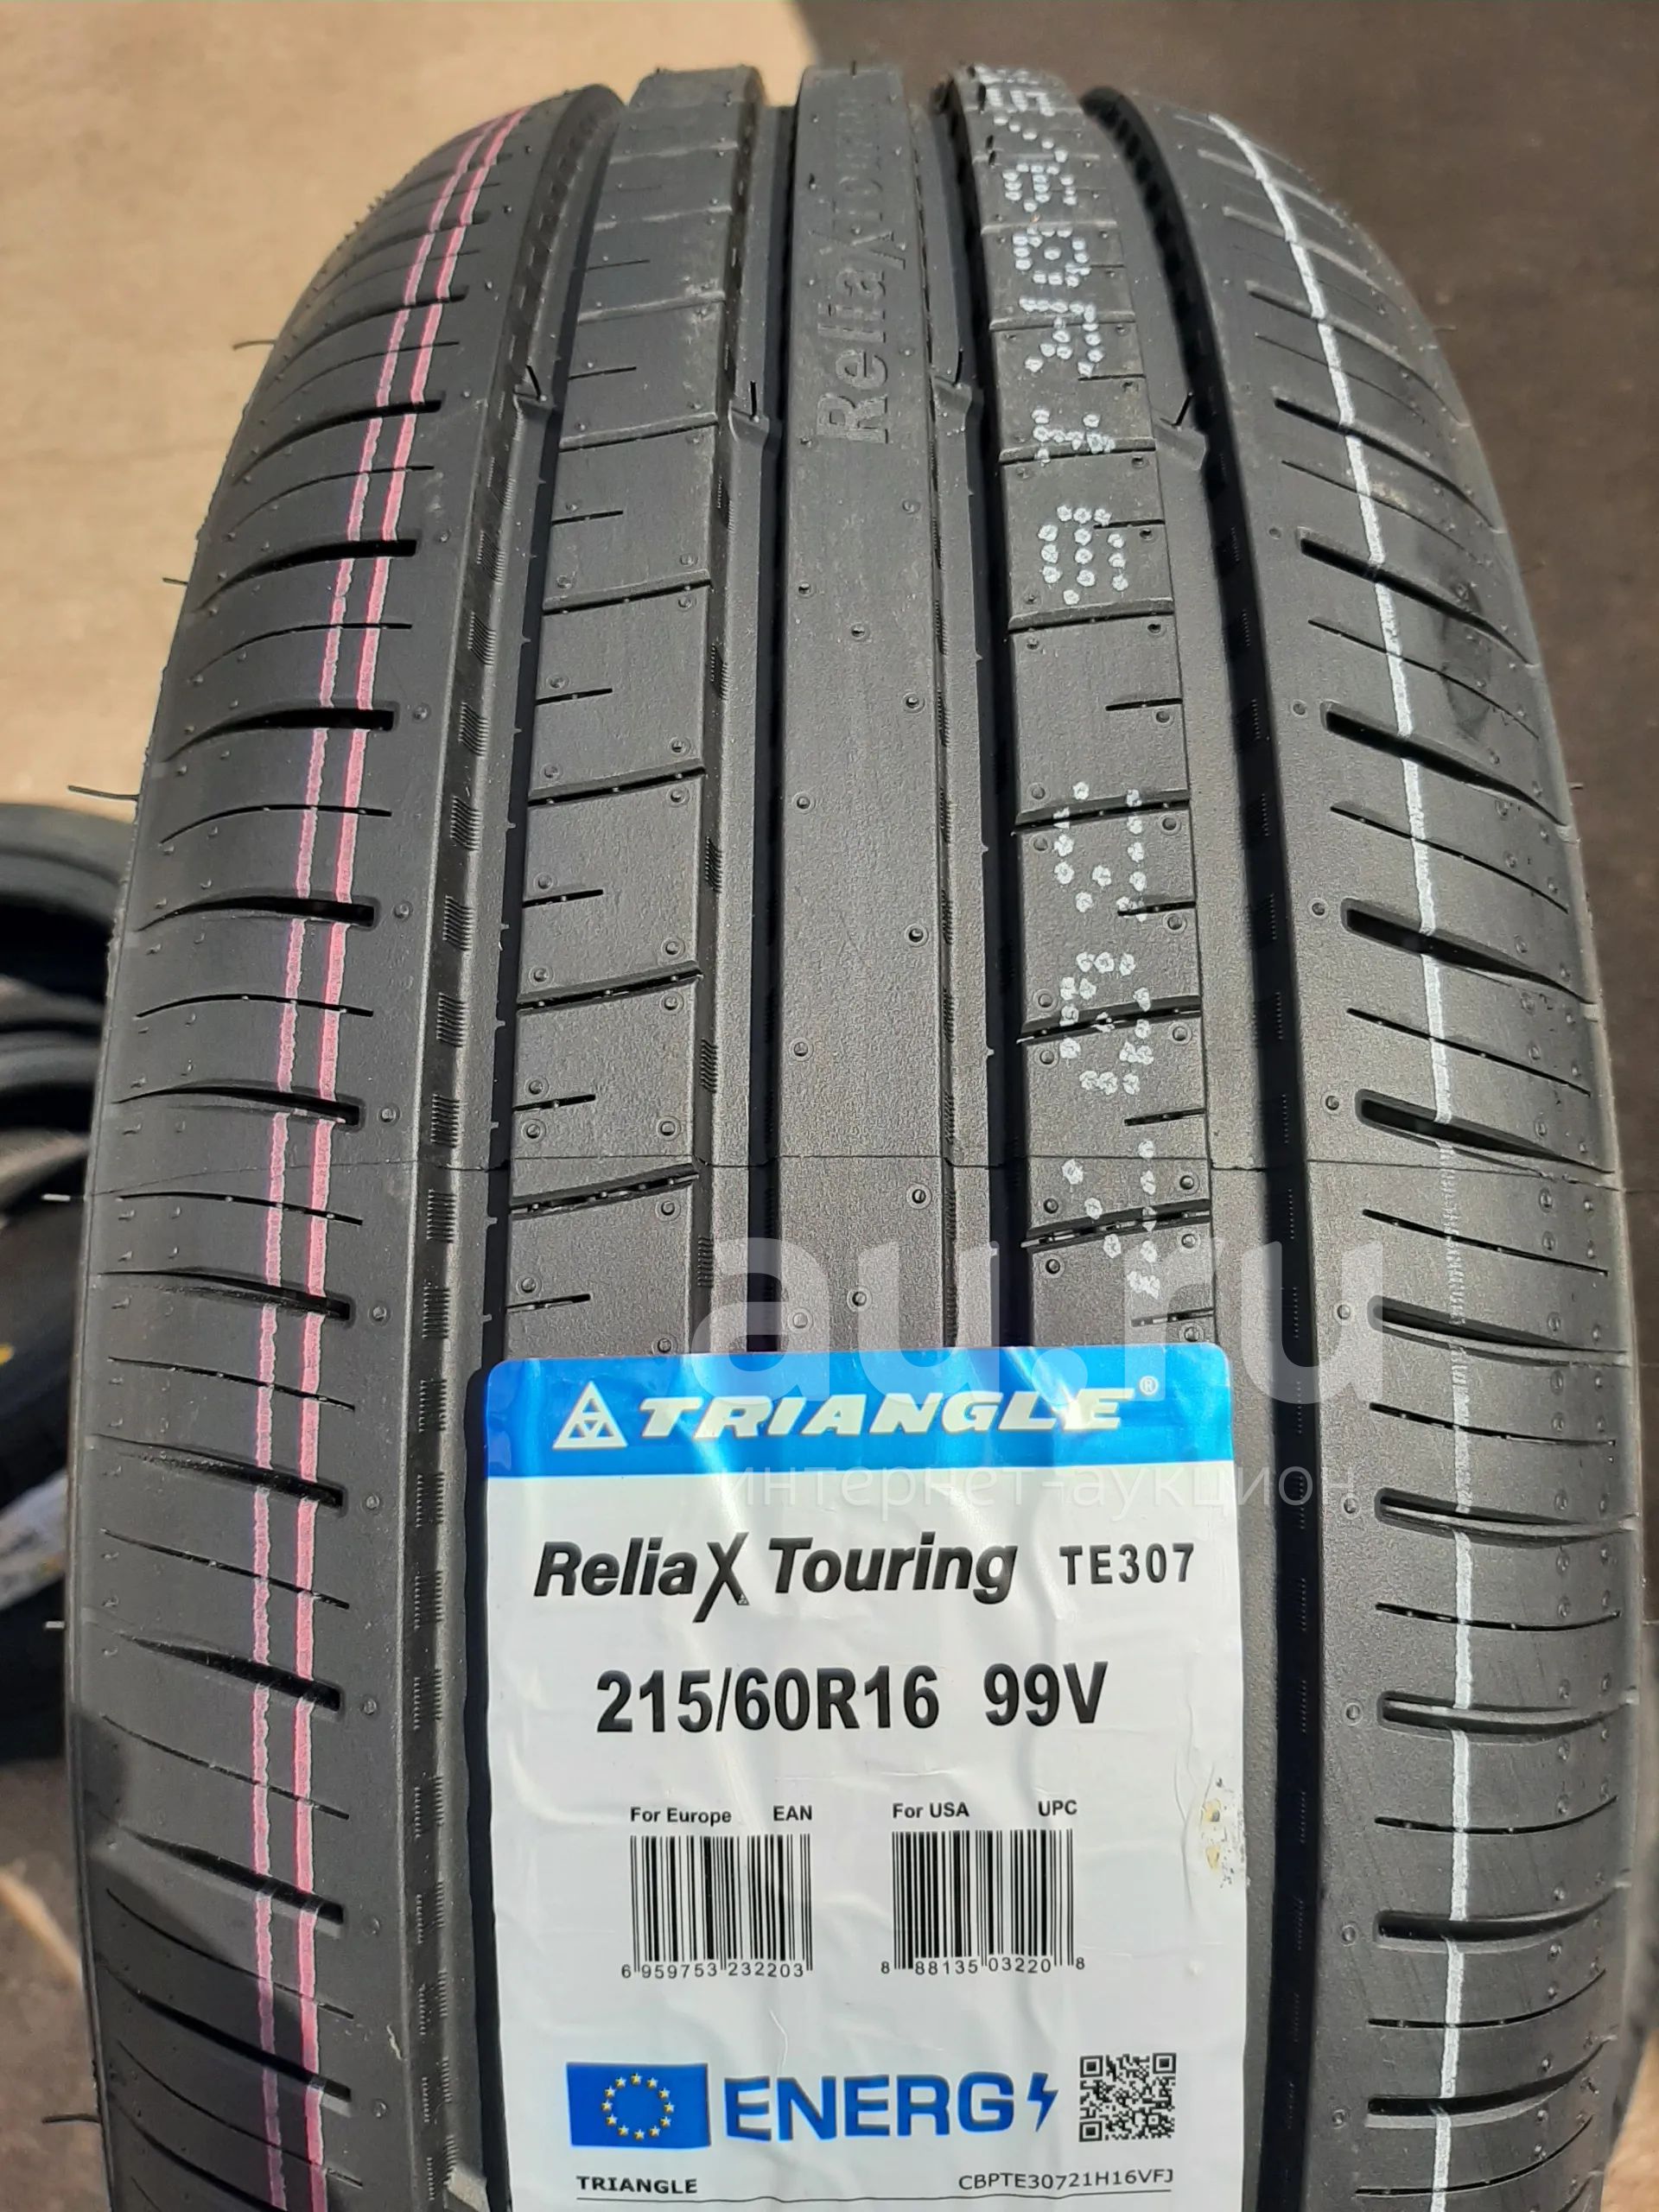 ReliaX Touring
au.ru
TRIANGLE®
интернет-аукцион
ReliaX Touring TE307
215/60R16 99V
For Europe EAN
For USA UPC
6 959753 232203
8 88135 03220 8
ENERG
TRIANGLE
CBPTE30721H16VFJ